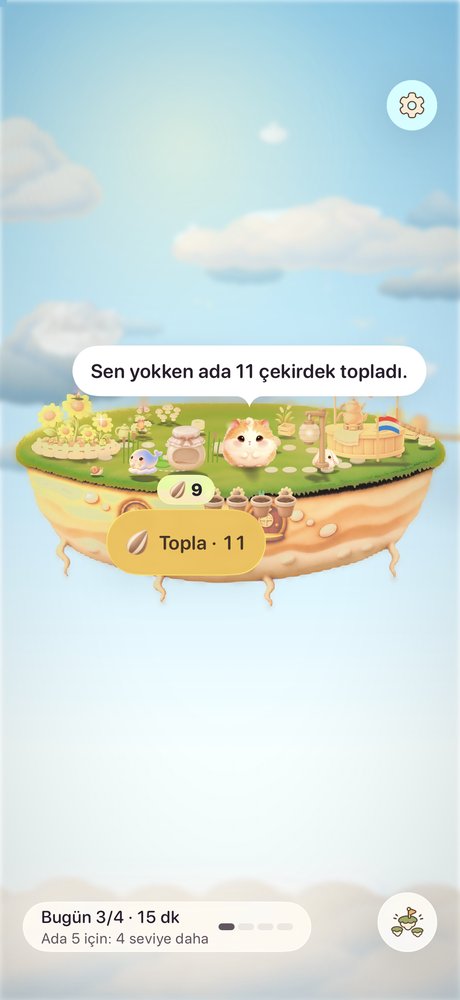 Sen yokken ada 11 çekirdek topladı.
9
Topla · 11
Bugün 3/4 · 15 dk
Ada 5 için: 4 seviye daha